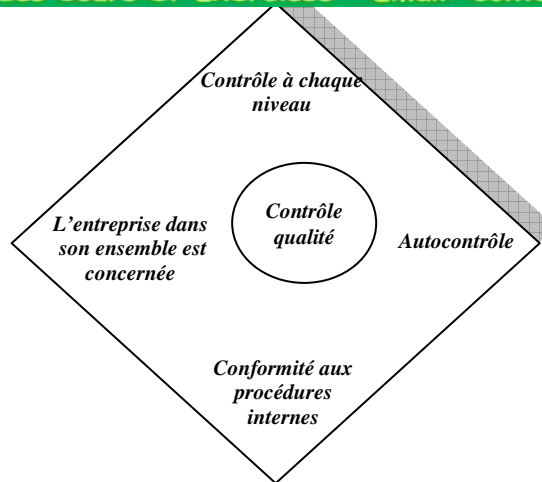 Contrôle à chaque
niveau
Contrôle
qualité
L'entreprise dans
son ensemble est
concernée
Autocontrôle
Conformité aux
procédures
internes